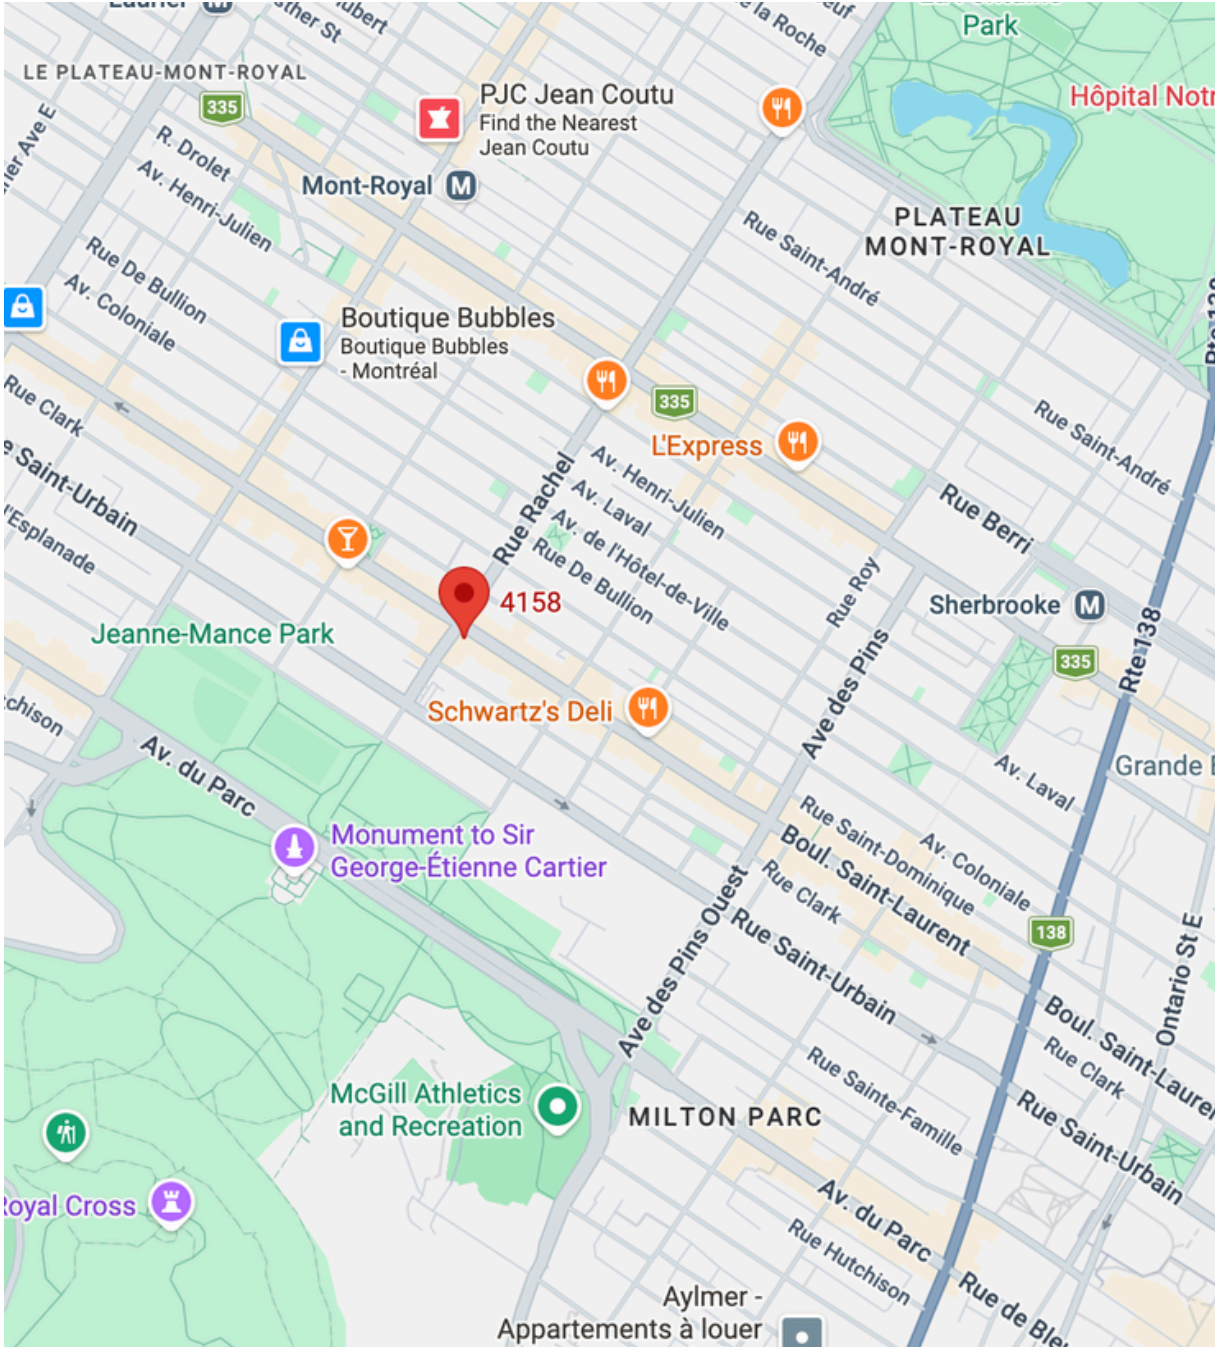 Laurier
335
LE PLATEAU-MONT-ROYAL
PJC Jean Coutu
Find the Nearest
Jean Coutu
Park
Hôpital Notr
R. Drolet
Av. Henri-Julien
Mont-Royal
M
PLATEAU
MONT-ROYAL
Rue Saint-André
Rue De Bullion
Av. Coloniale
Boutique Bubbles
Boutique Bubbles
- Montréal
Rue Clark
335
L'Express
Rue Saint-André
e Saint-Urbain
Rue Rachel
Av. Henri-Julien
Av. Laval
Av. de l'Hôtel-de-Ville
Rue De Bullion
Rue Berri
l'Esplanade
4158
Rue Roy
Sherbrooke
M
Jeanne-Mance Park
335
Rte 138
Schwartz's Deli
Ave des Pins
tchison
Av. du Parc
Av. Laval
Grande
Monument to Sir
George-Étienne Cartier
Rue Saint-Dominique
Av. Coloniale
Boul. Saint-Laurent
Rue Clark
138
Ave des Pins Ouest
Rue Saint-Urbain
Ontario St E
Boul. Saint-Lauren
Rue Clark
McGill Athletics
and Recreation
MILTON PARC
Rue Sainte-Famille
Rue Saint-Urbain
Royal Cross
Av. du Parc
Rue Hutchison
Rue de Ble
Aylmer -
Appartements à louer